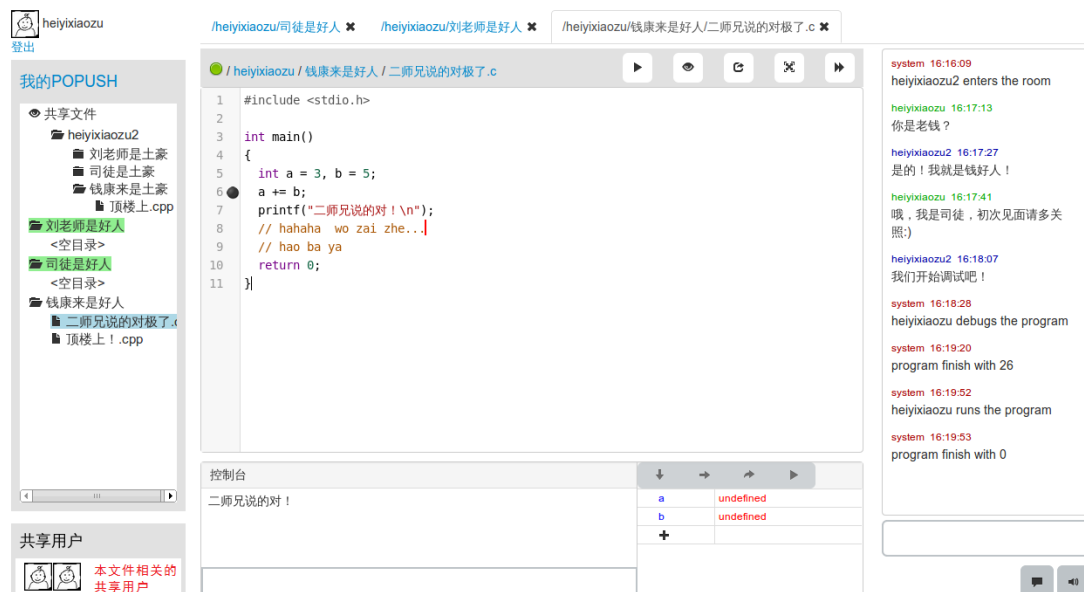 heiyixiaozu
登出
我的POPUSH
共享文件
heiyixiaozu2
刘老师是土豪
司徒是土豪
钱康来是土豪
顶楼上.cpp
刘老师是好人
<空目录>
司徒是好人
<空目录>
钱康来是好人
二师兄说的对极了.c
顶楼上！.cpp
共享用户
本文件相关的
共享用户
/heiyixiaozu/司徒是好人 ✖ /heiyixiaozu/刘老师是好人 ✖ /heiyixiaozu/钱康来是好人/二师兄说的对极了.c ✖
/ heiyixiaozu / 钱康来是好人 / 二师兄说的对极了.c
1 #include <stdio.h>
2
3 int main()
4 {
5 int a = 3, b = 5;
6 a += b;
7 printf("二师兄说的对！\n");
8 // hahaha  wo zai zhe...
9 // hao ba ya
10 return 0;
11 }
控制台
二师兄说的对！
a undefined
b undefined
system 16:16:09
heiyixiaozu2 enters the room
heiyixiaozu 16:17:13
你是老钱？
heiyixiaozu2 16:17:27
是的！我就是钱好人！
heiyixiaozu 16:17:41
哦，我是司徒，初次见面请多关
照:)
heiyixiaozu2 16:18:07
我们开始调试吧！
system 16:18:28
heiyixiaozu debugs the program
system 16:19:20
program finish with 26
system 16:19:52
heiyixiaozu runs the program
system 16:19:53
program finish with 0